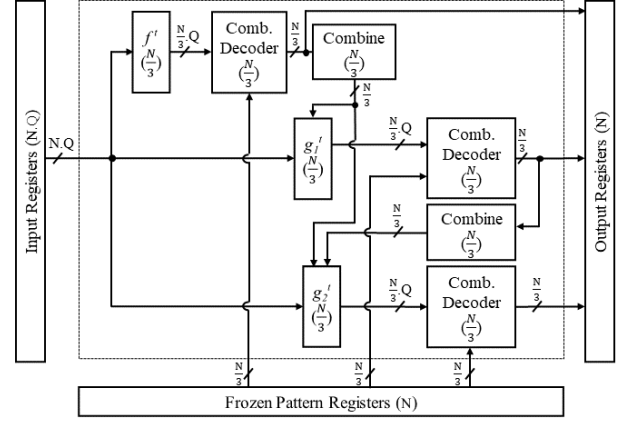 Input Registers (N.Q)
N.Q
f^t
(N/3)
N/3.Q
Comb.
Decoder
(N/3)
N/3
Combine
(N/3)
N/3
g_1^t
(N/3)
N/3.Q
Comb.
Decoder
(N/3)
N/3
Combine
(N/3)
N/3
g_2^t
(N/3)
N/3.Q
Comb.
Decoder
(N/3)
N/3
N/3
N/3
N/3
Frozen Pattern Registers (N)
Output Registers (N)